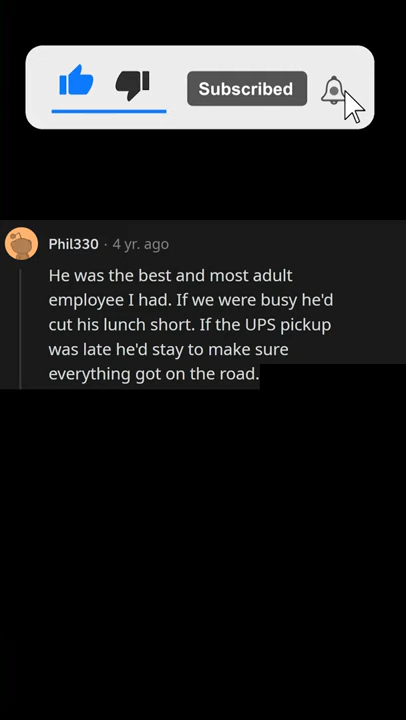 Subscribed
Phil330 · 4 yr. ago
He was the best and most adult
employee I had. If we were busy he'd
cut his lunch short. If the UPS pickup
was late he'd stay to make sure
everything got on the road.